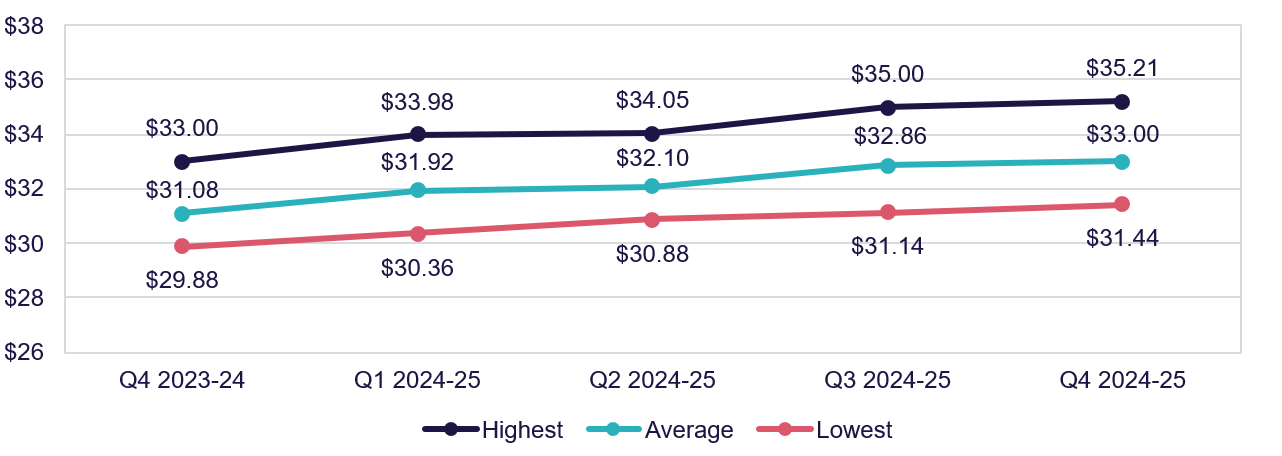 $38
$36
$34
$32
$30
$28
$26
$33.00
$33.98
$34.05
$35.00
$35.21
$31.08
$31.92
$32.10
$32.86
$33.00
$29.88
$30.36
$30.88
$31.14
$31.44
Q4 2023-24
Q1 2024-25
Q2 2024-25
Q3 2024-25
Q4 2024-25
Highest
Average
Lowest